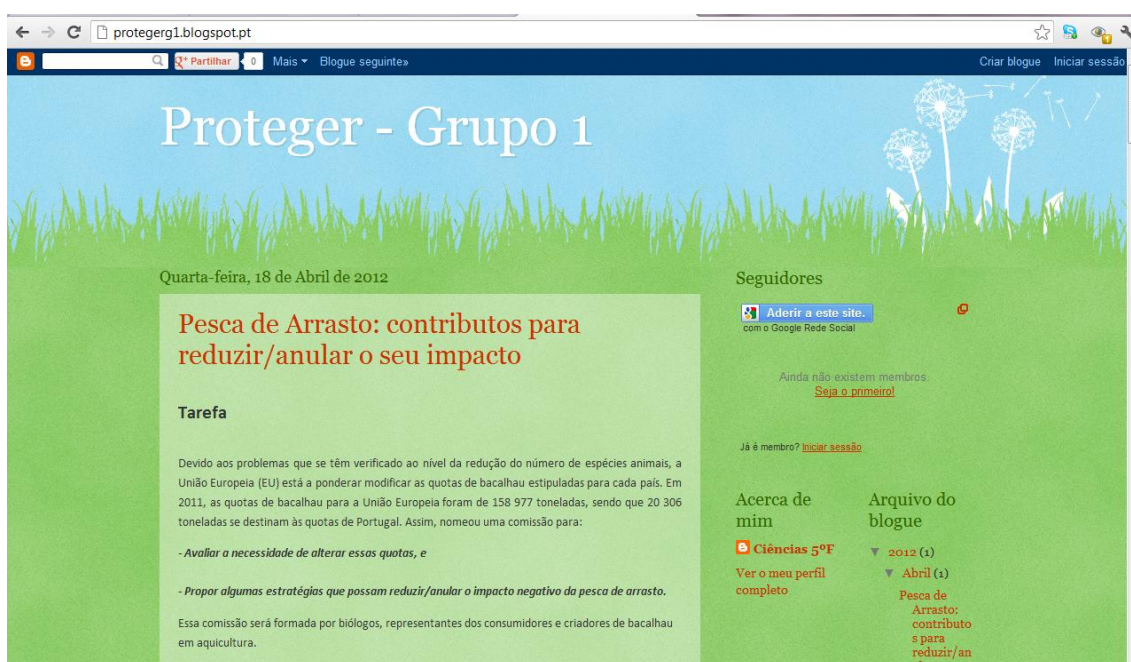 protegerg1.blogspot.pt
Partilhar 0 Mais Blogue seguinte» Criar blogue Iniciar sessão
Proteger - Grupo 1
Quarta-feira, 18 de Abril de 2012
Pesca de Arrasto: contributos para
reduzir/anular o seu impacto
Tarefa
Devido aos problemas que se têm verificado ao nível da redução do número de espécies animais, a
União Europeia (EU) está a ponderar modificar as quotas de bacalhau estipuladas para cada país. Em
2011, as quotas de bacalhau para a União Europeia foram de 158 977 toneladas, sendo que 20 306
toneladas se destinam às quotas de Portugal. Assim, nomeou uma comissão para:
- Avaliar a necessidade de alterar essas quotas, e
- Propor algumas estratégias que possam reduzir/anular o impacto negativo da pesca de arrasto.
Essa comissão será formada por biólogos, representantes dos consumidores e criadores de bacalhau
em aquicultura.
Seguidores
Aderir a este site.
com o Google Rede Social
Ainda não existem membros.
Seja o primeiro!
Já é membro? Iniciar sessão
Acerca de
mim
Ciências 5ºF
Ver o meu perfil
completo
Arquivo do
blogue
▼ 2012 (1)
▼ Abril (1)
Pesca de
Arrasto:
contributo
s para
reduzir/an